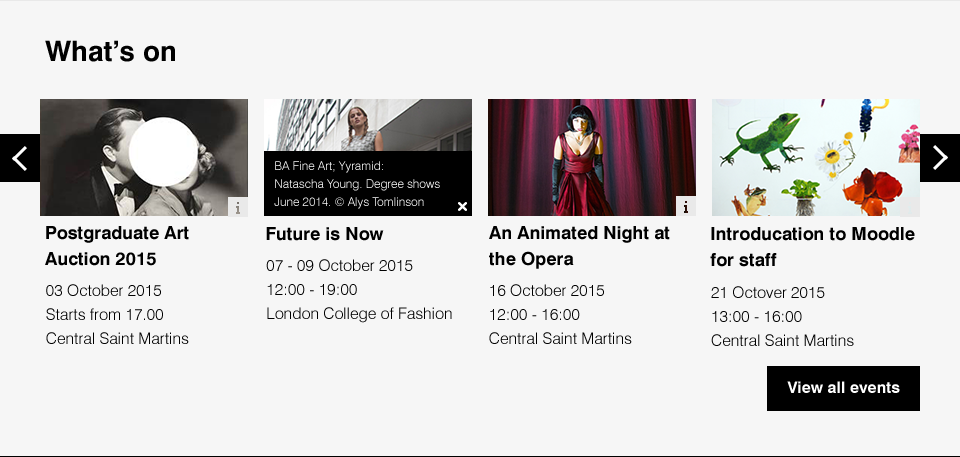 What's on
i
BA Fine Art; Yyramid:
Natascha Young. Degree shows
June 2014. © Alys Tomlinson
i
Postgraduate Art
Auction 2015
03 October 2015
Starts from 17.00
Central Saint Martins
Future is Now
07 - 09 October 2015
12:00 - 19:00
London College of Fashion
An Animated Night at
the Opera
16 October 2015
12:00 - 16:00
Central Saint Martins
Introducation to Moodle
for staff
21 Octover 2015
13:00 - 16:00
Central Saint Martins
View all events